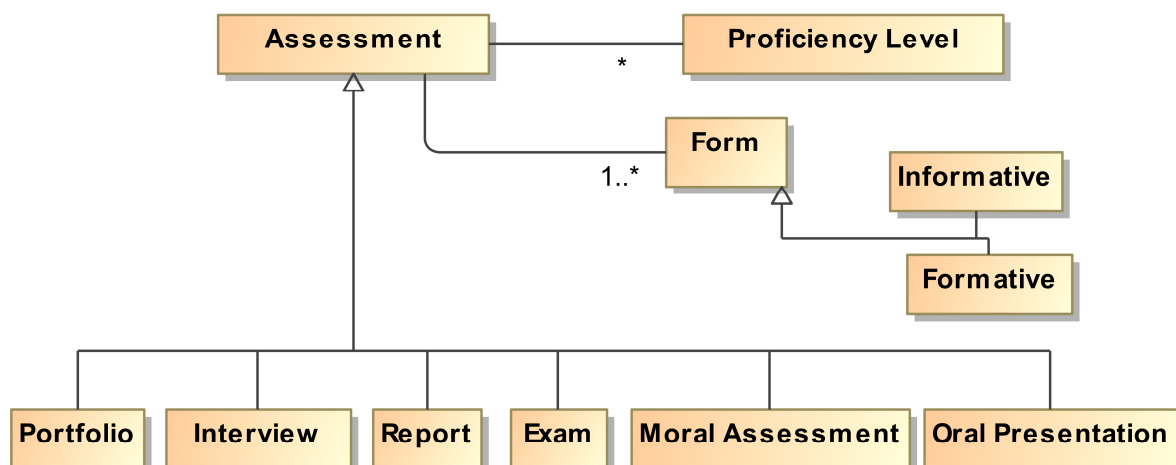 Assessment
Proficiency Level
*
Form
1..*
Informative
Formative
Portfolio
Interview
Report
Exam
Moral Assessment
Oral Presentation